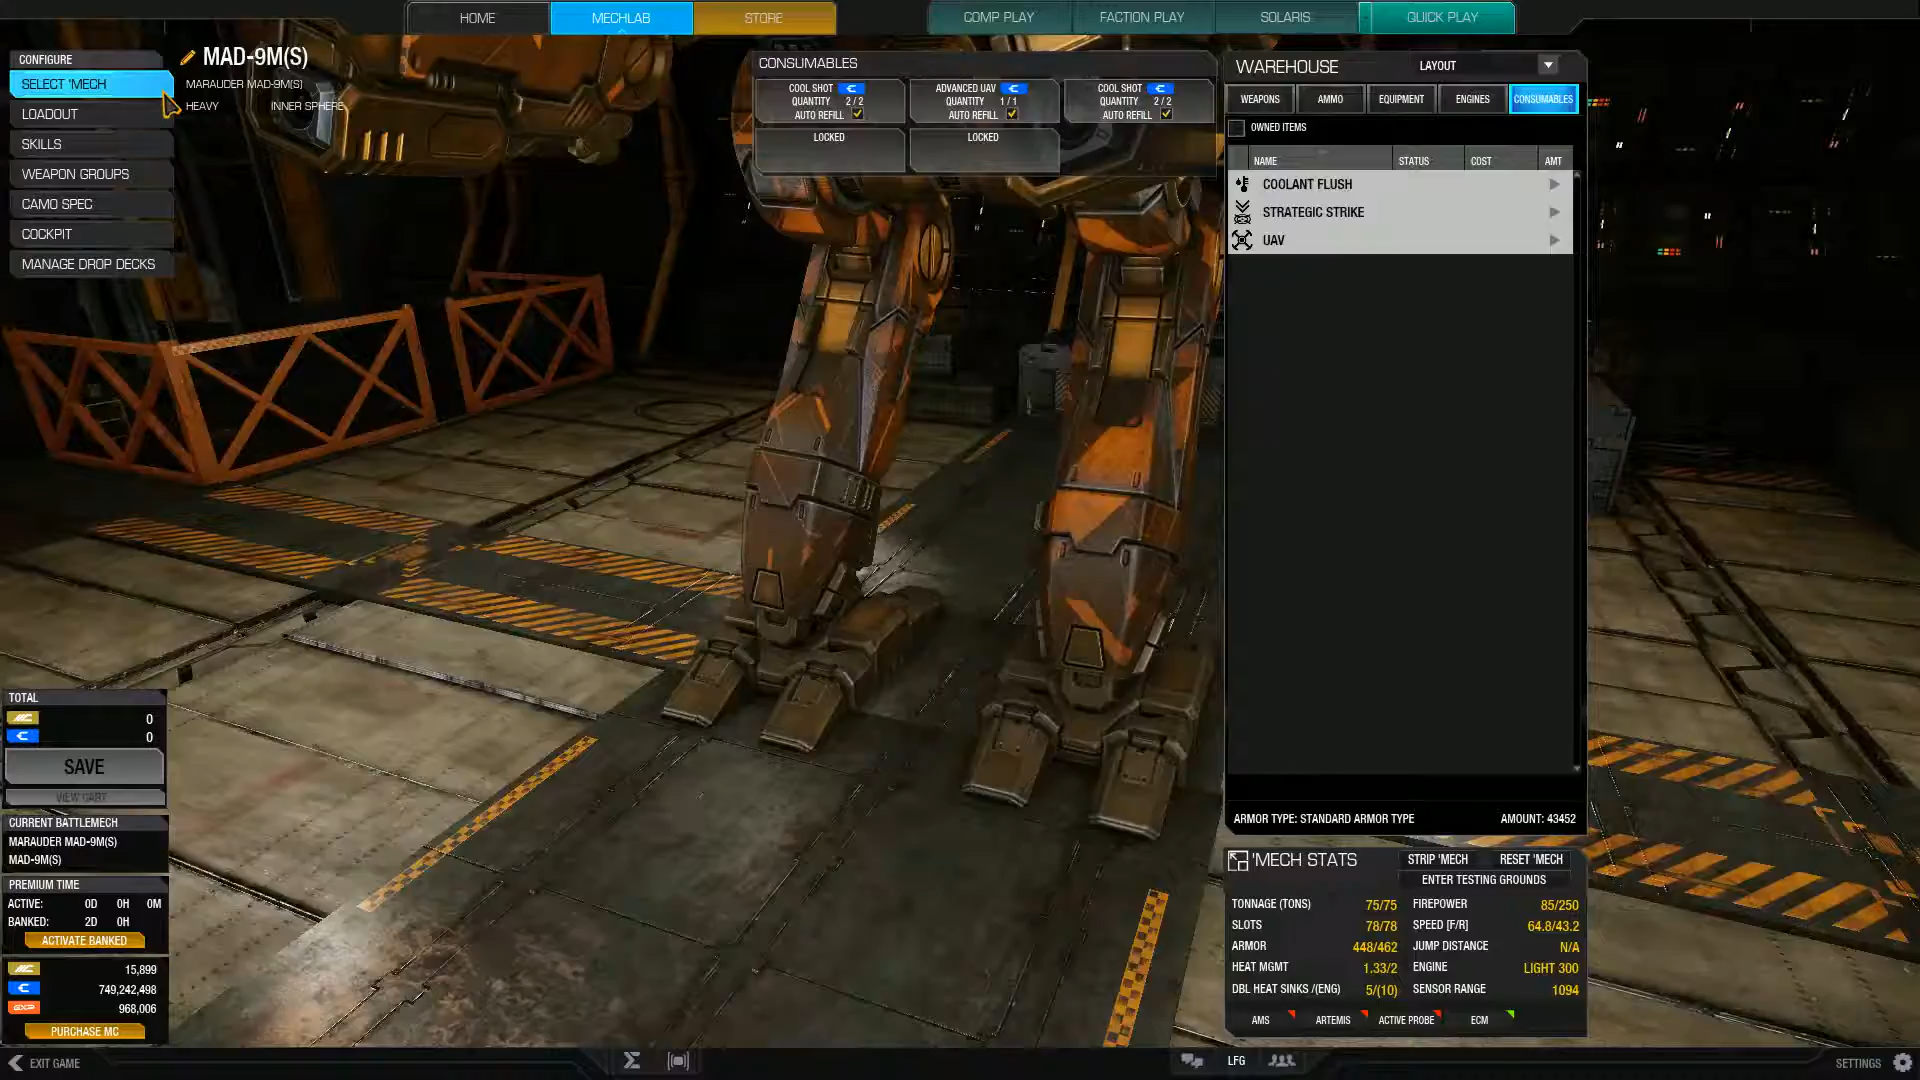 HOME
MECHLAB
STORE
COMP PLAY
FACTION PLAY
SOLARIS
QUICK PLAY
CONFIGURE
SELECT 'MECH
LOADOUT
SKILLS
WEAPON GROUPS
CAMO SPEC
COCKPIT
MANAGE DROP DECKS
MAD-9M(S)
MARAUDER MAD-9M(S)
HEAVY INNER SPHERE
CONSUMABLES
COOL SHOT
QUANTITY 2/2
AUTO REFILL
ADVANCED UAV
QUANTITY 1/1
AUTO REFILL
COOL SHOT
QUANTITY 2/2
AUTO REFILL
LOCKED
LOCKED
WAREHOUSE
LAYOUT
WEAPONS
AMMO
EQUIPMENT
ENGINES
CONSUMABLES
OWNED ITEMS
NAME STATUS COST AMT
COOLANT FLUSH
STRATEGIC STRIKE
UAV
ARMOR TYPE: STANDARD ARMOR TYPE AMOUNT: 43452
'MECH STATS
STRIP 'MECH
RESET 'MECH
ENTER TESTING GROUNDS
TONNAGE (TONS) 75/75 FIREPOWER 85/250
SLOTS 78/78 SPEED [F/R] 64.8/43.2
ARMOR 448/462 JUMP DISTANCE N/A
HEAT MGMT 1.33/2 ENGINE LIGHT 300
DBL HEAT SINKS /(ENG) 5/(10) SENSOR RANGE 1094
AMS ARTEMIS ACTIVE PROBE ECM
TOTAL
MC 0
C 0
SAVE
VIEW CART
CURRENT BATTLEMECH
MARAUDER MAD-9M(S)
MAD-9M(S)
PREMIUM TIME
ACTIVE: 0D 0H 0M
BANKED: 2D 0H
ACTIVATE BANKED
MC 15,899
C 749,242,498
GXP 968,006
PURCHASE MC
EXIT GAME
LFG
SETTINGS